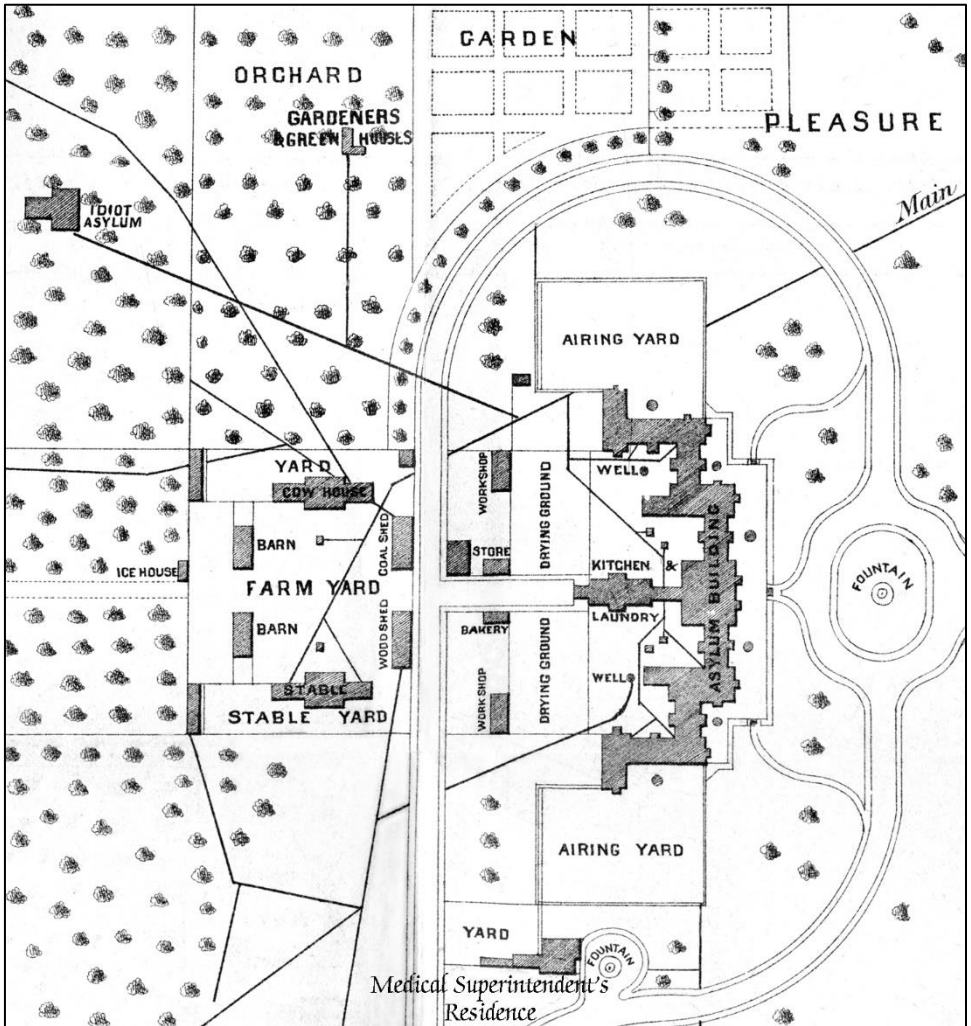 GARDEN
ORCHARD
GARDENERS
& GREEN HOUSES
PLEASURE
IDIOT
ASYLUM
Main
AIRING YARD
YARD
COW HOUSE
WORKSHOP
DRYING GROUND
WELL
BARN
COAL SHED
STORE
ICE HOUSE
FARM YARD
KITCHEN &
LAUNDRY
ASYLUM BUILDING
FOUNTAIN
BARN
WOOD SHED
BAKERY
DRYING GROUND
WELL
STABLE
STABLE YARD
WORKSHOP
AIRING YARD
YARD
FOUNTAIN
Medical Superintendent's
Residence